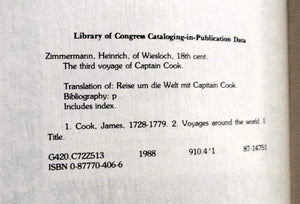 Library of Congress Cataloging-in-Publication Data
Zimmermann, Heinrich, of Wiesloch, 18th cent.
The third voyage of Captain Cook.
Translation of: Reise um die Welt mit Capitain Cook.
Bibliography: p
Includes index.
1. Cook, James, 1728-1779. 2. Voyages around the world. I.
Title.
G420.C72Z513 1988 910.4'1 87-14751
ISBN 0-87770-406-6